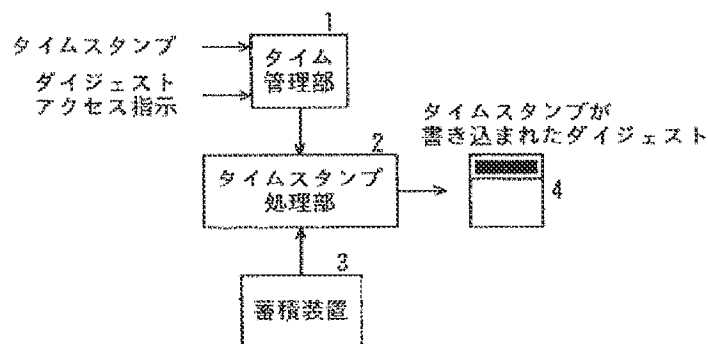 1
タイムスタンプ
タイム
管理部
ダイジェスト
アクセス指示
タイムスタンプが
書き込まれたダイジェスト
2
タイムスタンプ
処理部
4
3
蓄積装置